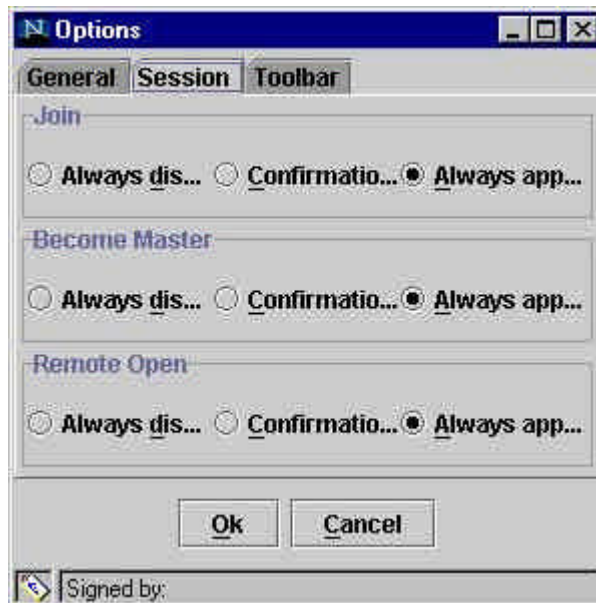 Options
General Session Toolbar
Join
Always dis... Confirmatio... Always app...
Become Master
Always dis... Confirmatio... Always app...
Remote Open
Always dis... Confirmatio... Always app...
Ok Cancel
Signed by: